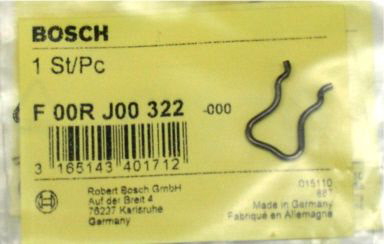 BOSCH
1 St/Pc
F 00R J00 322 -000
3 165143 401712
Robert Bosch GmbH
Auf der Breit 4
76227 Karlsruhe
015110
887
Made in Germany
Fabriqué en Allemagne